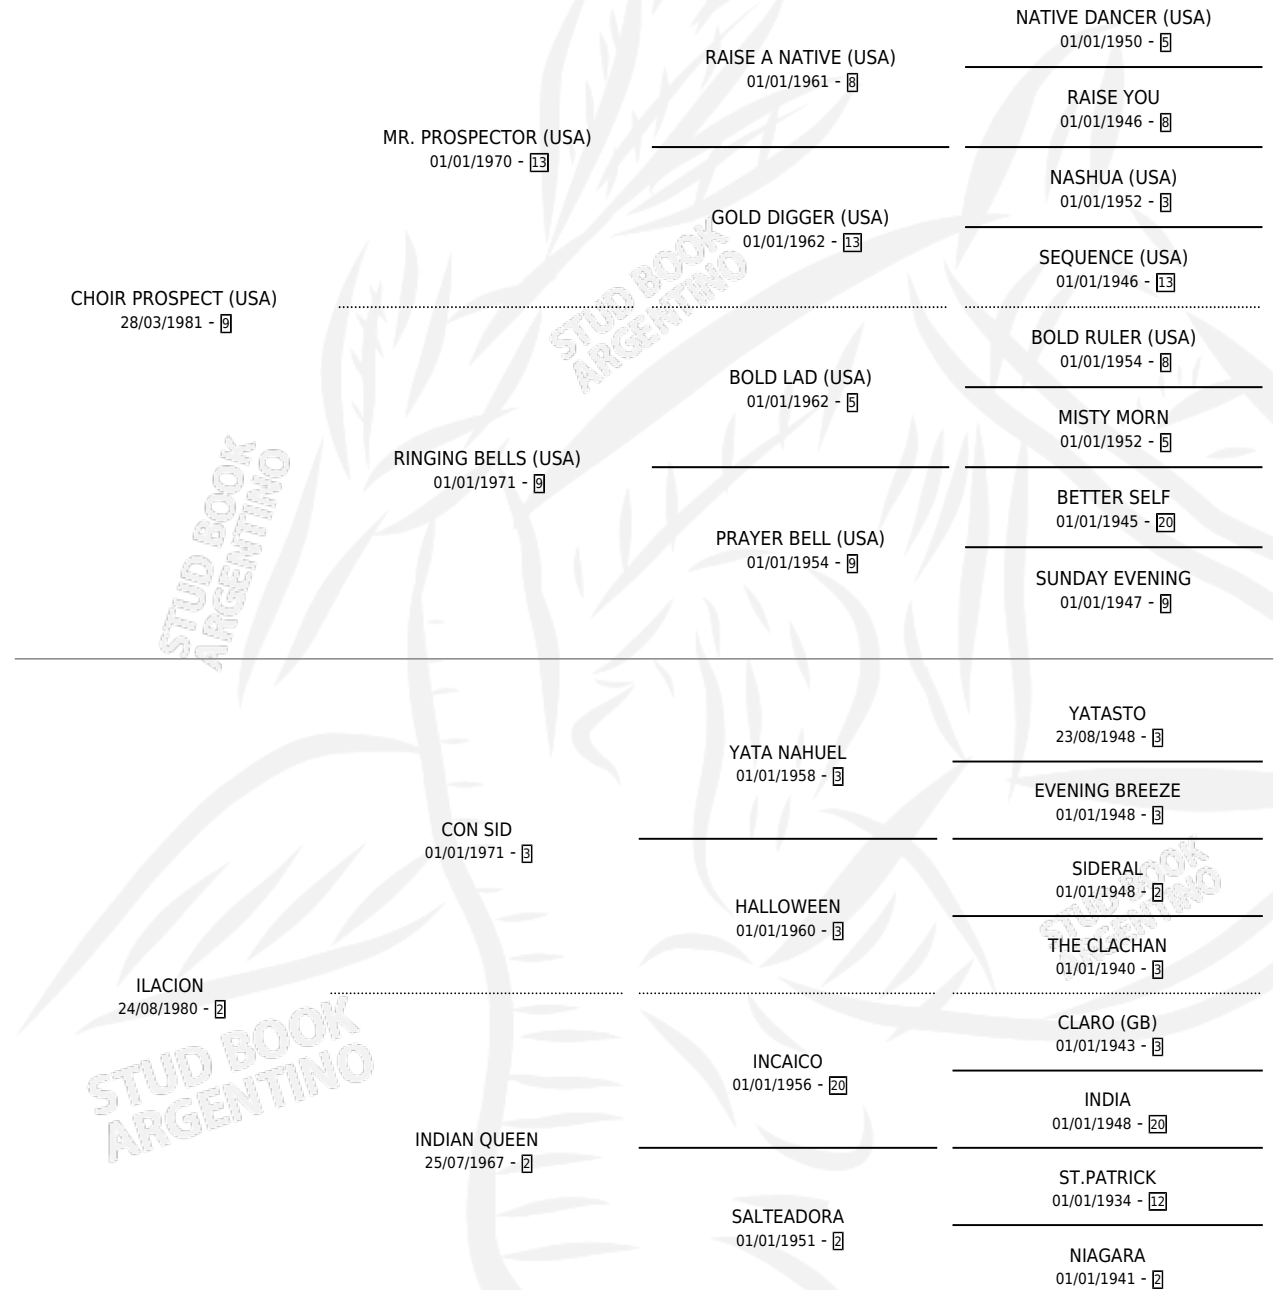 NATIVE DANCER (USA)
01/01/1950 - 5
RAISE A NATIVE (USA)
01/01/1961 - 8
RAISE YOU
01/01/1946 - 8
MR. PROSPECTOR (USA)
01/01/1970 - 13
NASHUA (USA)
01/01/1952 - 3
GOLD DIGGER (USA)
01/01/1962 - 13
SEQUENCE (USA)
01/01/1946 - 13
CHOIR PROSPECT (USA)
28/03/1981 - 9
BOLD RULER (USA)
01/01/1954 - 8
BOLD LAD (USA)
01/01/1962 - 5
MISTY MORN
01/01/1952 - 5
RINGING BELLS (USA)
01/01/1971 - 9
BETTER SELF
01/01/1945 - 20
PRAYER BELL (USA)
01/01/1954 - 9
SUNDAY EVENING
01/01/1947 - 9
YATASTO
23/08/1948 - 3
YATA NAHUEL
01/01/1958 - 3
EVENING BREEZE
01/01/1948 - 3
CON SID
01/01/1971 - 3
SIDERAL
01/01/1948 - 2
HALLOWEEN
01/01/1960 - 3
THE CLACHAN
01/01/1940 - 3
ILACION
24/08/1980 - 2
CLARO (GB)
01/01/1943 - 3
INCAICO
01/01/1956 - 20
INDIA
01/01/1948 - 20
INDIAN QUEEN
25/07/1967 - 2
ST.PATRICK
01/01/1934 - 12
SALTEADORA
01/01/1951 - 2
NIAGARA
01/01/1941 - 2
STUD BOOK
ARGENTINO
STUD BOOK
ARGENTINO
STUD BOOK
ARGENTINO
STUD BOOK
ARGENTINO